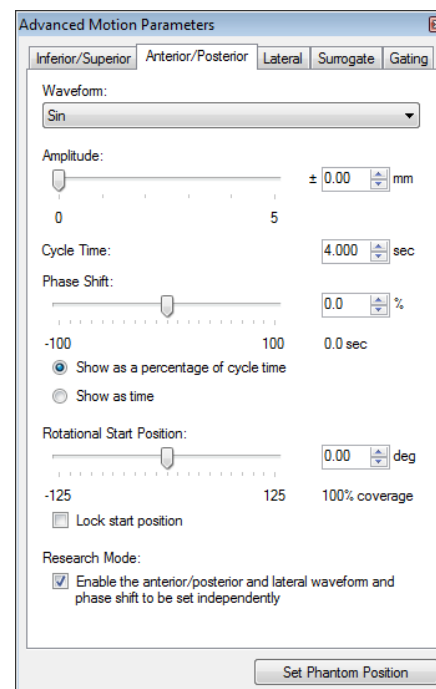 Advanced Motion Parameters
Inferior/Superior Anterior/Posterior Lateral Surrogate Gating
Waveform:
Sin
Amplitude:
± 0.00 mm
0 5
Cycle Time: 4.000 sec
Phase Shift:
0.0 %
-100 100 0.0 sec
Show as a percentage of cycle time
Show as time
Rotational Start Position:
0.00 deg
-125 125 100% coverage
Lock start position
Research Mode:
Enable the anterior/posterior and lateral waveform and
phase shift to be set independently
Set Phantom Position